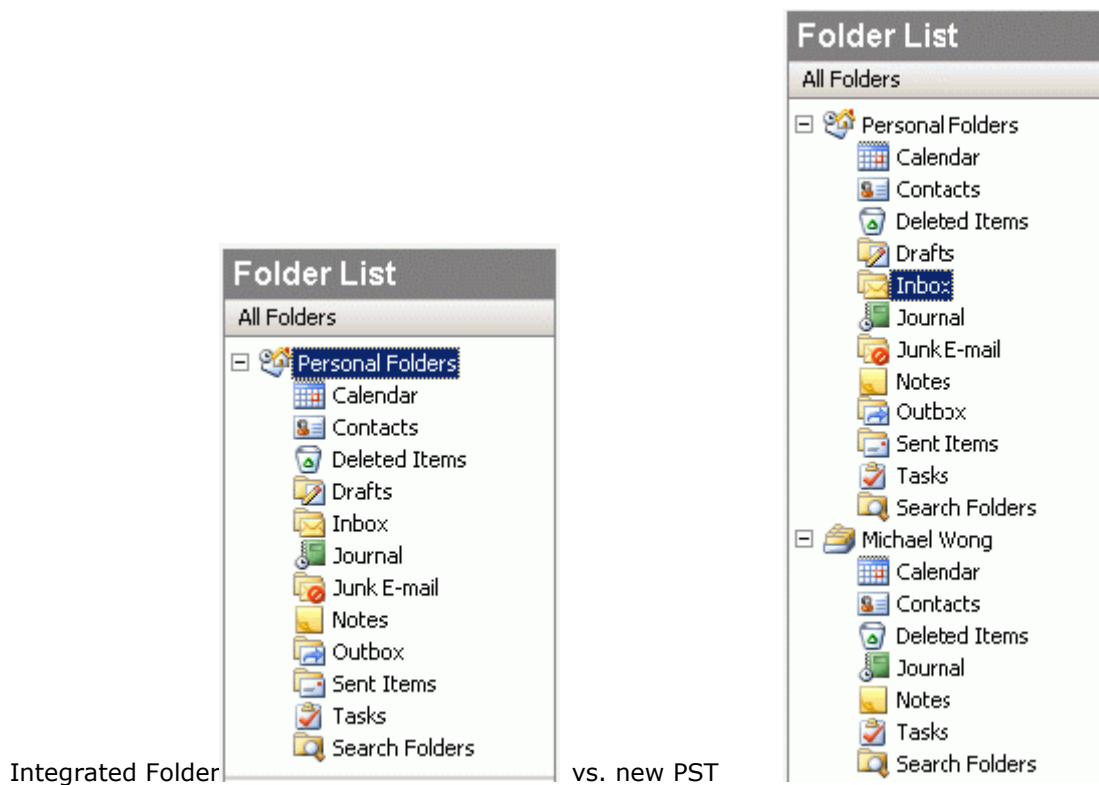 Folder List
All Folders
Personal Folders
Calendar
Contacts
Deleted Items
Drafts
Inbox
Journal
Junk E-mail
Notes
Outbox
Sent Items
Tasks
Search Folders
Integrated Folder
vs. new PST
Folder List
All Folders
Personal Folders
Calendar
Contacts
Deleted Items
Drafts
Inbox
Journal
Junk E-mail
Notes
Outbox
Sent Items
Tasks
Search Folders
Michael Wong
Calendar
Contacts
Deleted Items
Journal
Notes
Tasks
Search Folders